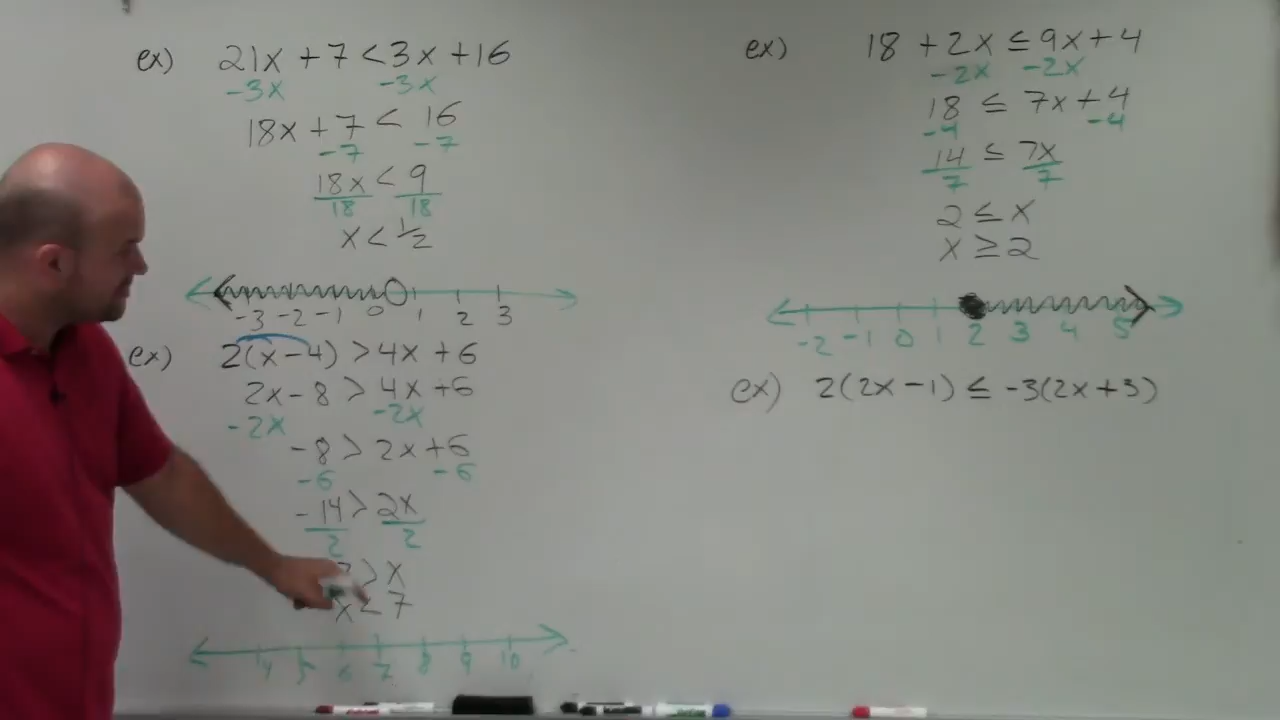 ex) 21x + 7 < 3x + 16
-3x -3x
18x + 7 < 16
-7 -7
18x < 9
18 18
x < 1/2
-3 -2 -1 0 1 2 3
ex) 2(x - 4) > 4x + 6
2x - 8 > 4x + 6
-2x -2x
-8 > 2x + 6
-6 -6
-14 > 2x
2 2
> x
x < 7
4 5 6 7 8 9 10
ex) 18 + 2x ≤ 9x + 4
-2x -2x
18 ≤ 7x + 4
-4 -4
14 ≤ 7x
7 7
2 ≤ x
x ≥ 2
-2 -1 0 1 2 3 4 5
ex) 2(2x - 1) ≤ -3(2x + 3)